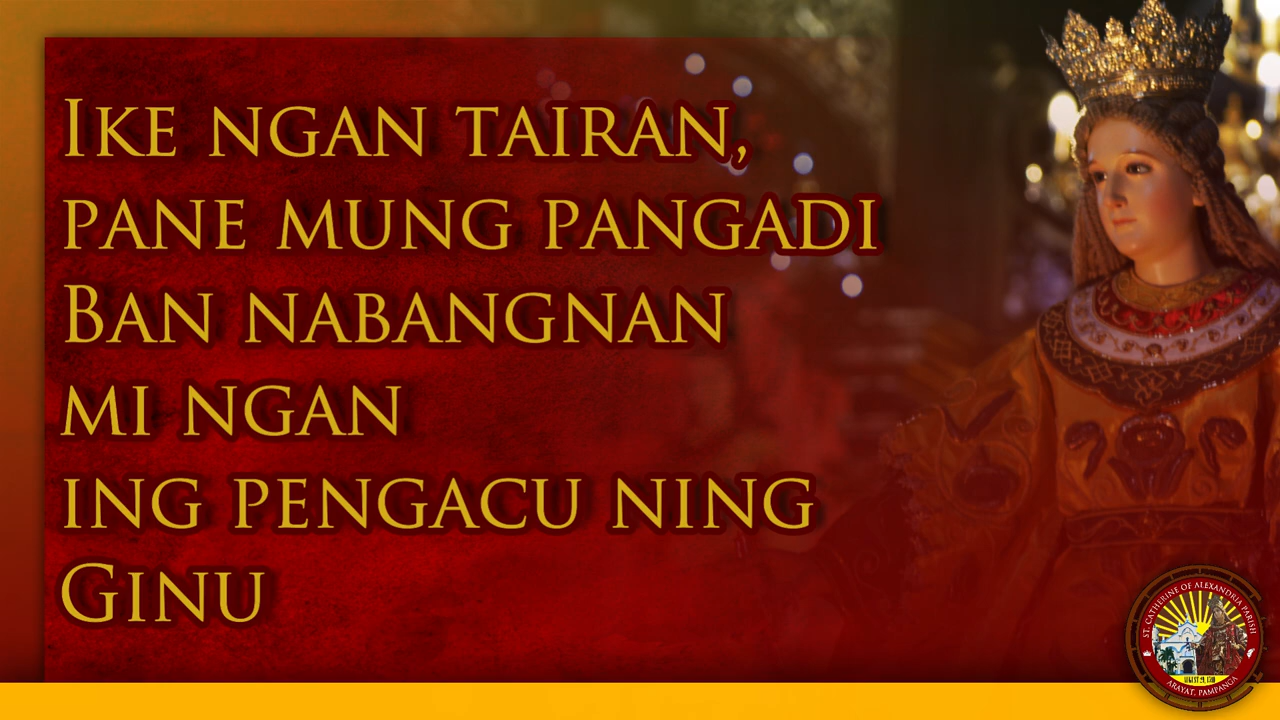 Ike ngan tairan,
pane mung pangadi
Ban nabangnan
mi ngan
ing pengacu ning
Ginu
ST. CATHERINE OF ALEXANDRIA PARISH
ARAYAT, PAMPANGA